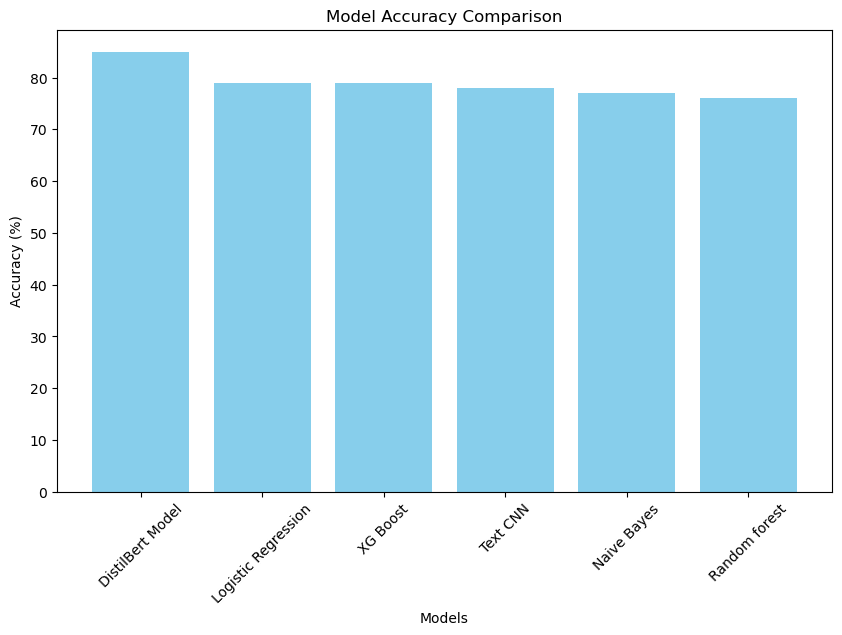 Model Accuracy Comparison
Accuracy (%)
80
70
60
50
40
30
20
10
0
DistilBert Model
Logistic Regression
XG Boost
Text CNN
Naive Bayes
Random forest
Models